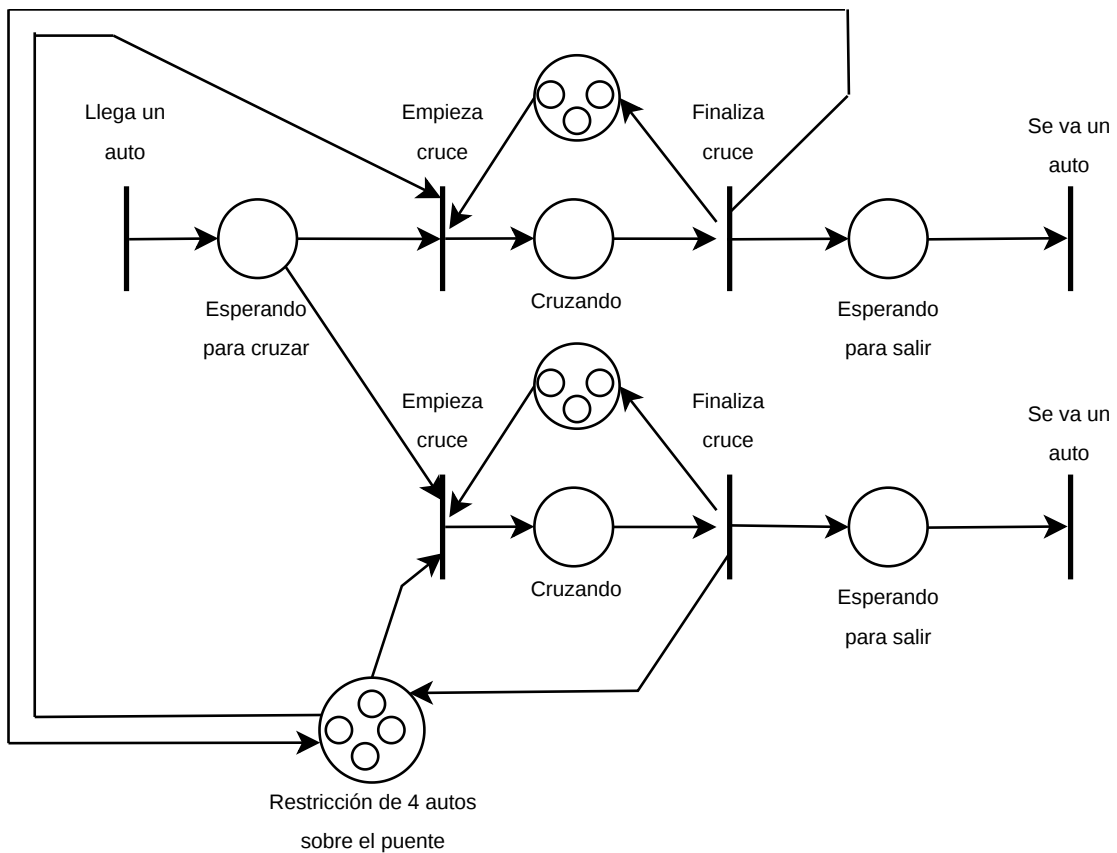 Llega un
auto
Empieza
cruce
Finaliza
cruce
Se va un
auto
Esperando
para cruzar
Cruzando
Esperando
para salir
Empieza
cruce
Finaliza
cruce
Se va un
auto
Cruzando
Esperando
para salir
Restricción de 4 autos
sobre el puente